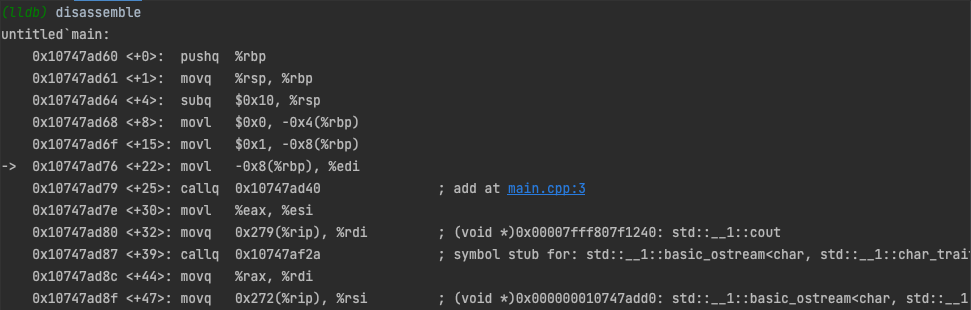 (lldb) disassemble
untitled`main:
    0x10747ad60 <+0>:  pushq  %rbp
    0x10747ad61 <+1>:  movq   %rsp, %rbp
    0x10747ad64 <+4>:  subq   $0x10, %rsp
    0x10747ad68 <+8>:  movl   $0x0, -0x4(%rbp)
    0x10747ad6f <+15>: movl   $0x1, -0x8(%rbp)
->  0x10747ad76 <+22>: movl   -0x8(%rbp), %edi
    0x10747ad79 <+25>: callq  0x10747ad40               ; add at main.cpp:3
    0x10747ad7e <+30>: movl   %eax, %esi
    0x10747ad80 <+32>: movq   0x279(%rip), %rdi         ; (void *)0x00007fff807f1240: std::__1::cout
    0x10747ad87 <+39>: callq  0x10747af2a               ; symbol stub for: std::__1::basic_ostream<char, std::__1::char_trai
    0x10747ad8c <+44>: movq   %rax, %rdi
    0x10747ad8f <+47>: movq   0x272(%rip), %rsi         ; (void *)0x000000010747add0: std::__1::basic_ostream<char, std::__1